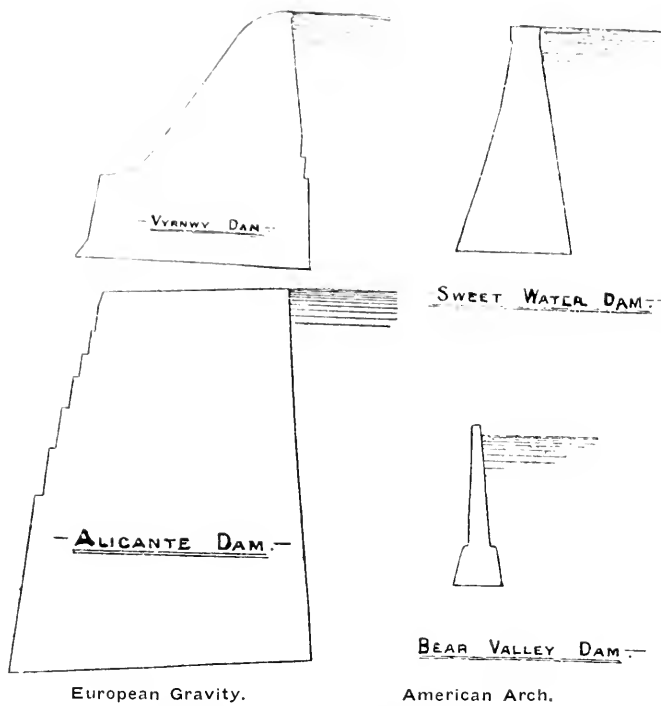 -VYRNWY DAM-
SWEET WATER DAM-
-ALICANTE DAM.-
BEAR VALLEY DAM-
European Gravity.
American Arch.